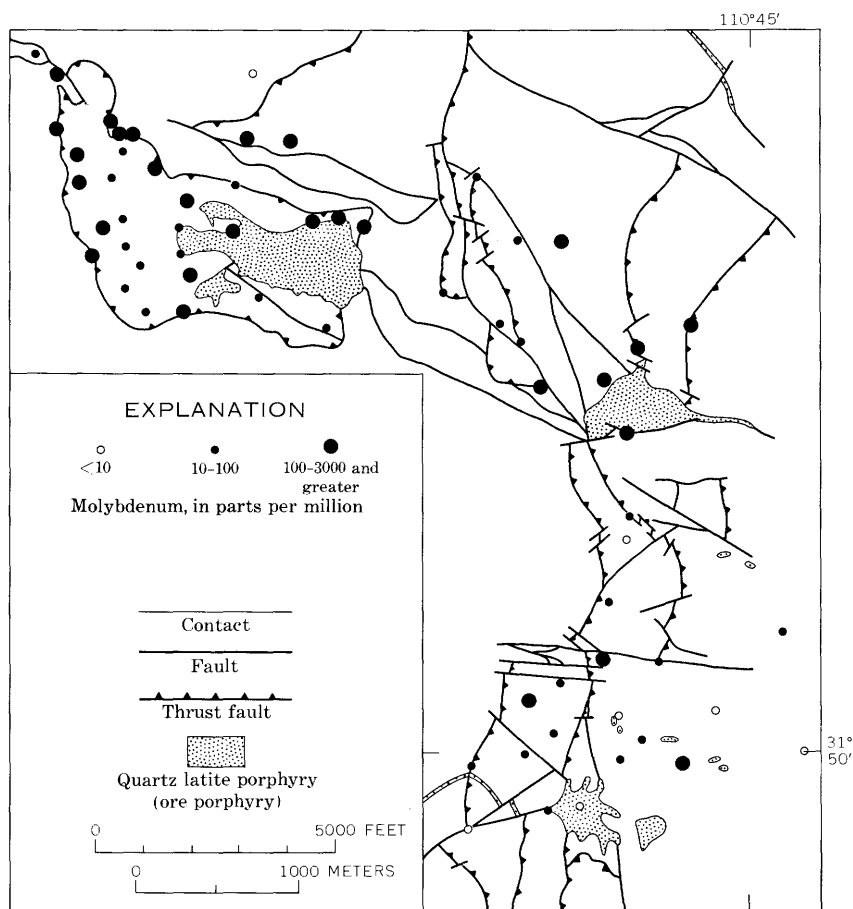 110°45′
EXPLANATION
<10
10-100
100-3000 and
greater
Molybdenum, in parts per million
Contact
Fault
Thrust fault
Quartz latite porphyry
(ore porphyry)
0 5000 FEET
0 1000 METERS
31°
50′